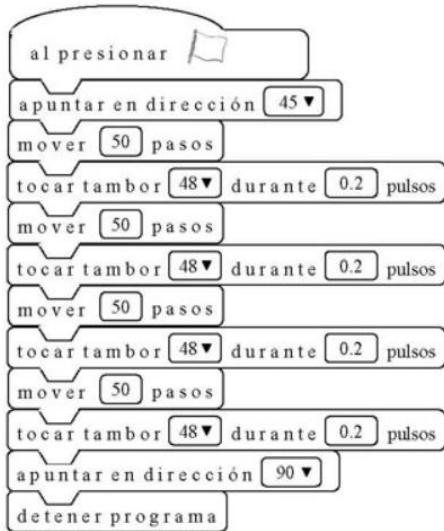 al presionar
apuntar en dirección 45▼
mover 50 pasos
tocar tambor 48▼ durante 0.2 pulsos
mover 50 pasos
tocar tambor 48▼ durante 0.2 pulsos
mover 50 pasos
tocar tambor 48▼ durante 0.2 pulsos
mover 50 pasos
tocar tambor 48▼ durante 0.2 pulsos
apuntar en dirección 90▼
detener programa